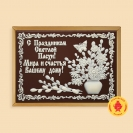 С Праздником
Светлой
Пасхи!
Мира и счастья
Вашему дому!